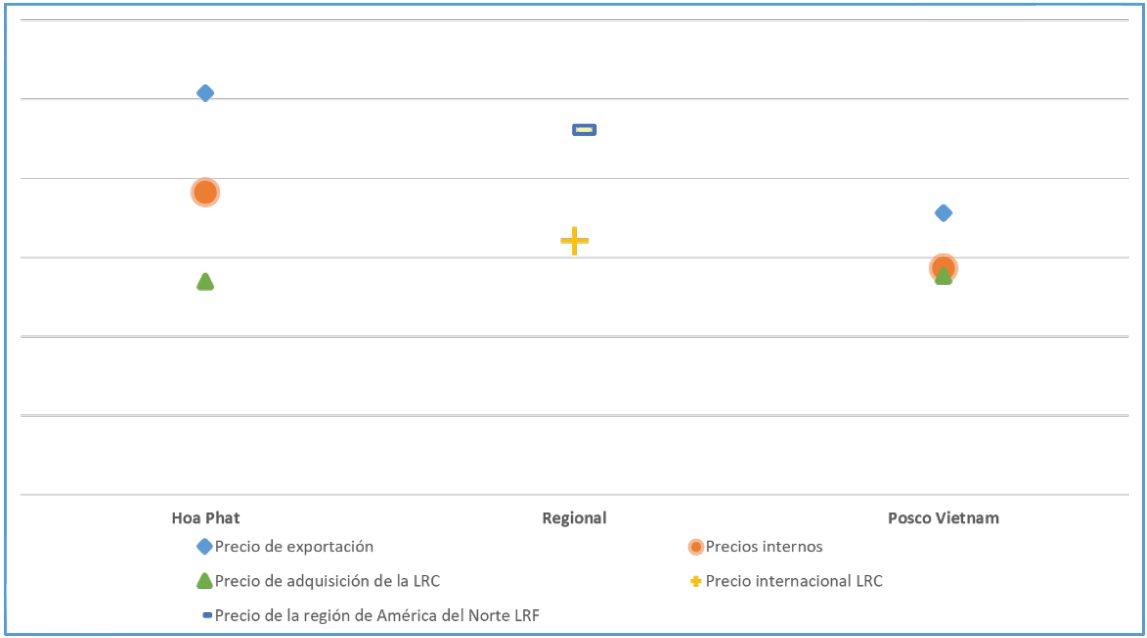 Hoa Phat Regional Posco Vietnam
Precio de exportación Precios internos
Precio de adquisición de la LRC Precio internacional LRC
Precio de la región de América del Norte LRF